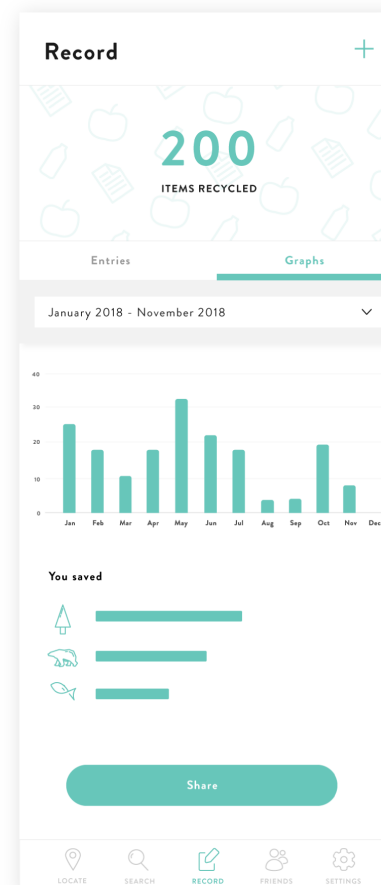 Record
200
ITEMS RECYCLED
Entries Graphs
January 2018 - November 2018
40
30
20
10
0
Jan Feb Mar Apr May Jun Jul Aug Sep Oct Nov Dec
You saved
Share
LOCATE SEARCH RECORD FRIENDS SETTINGS